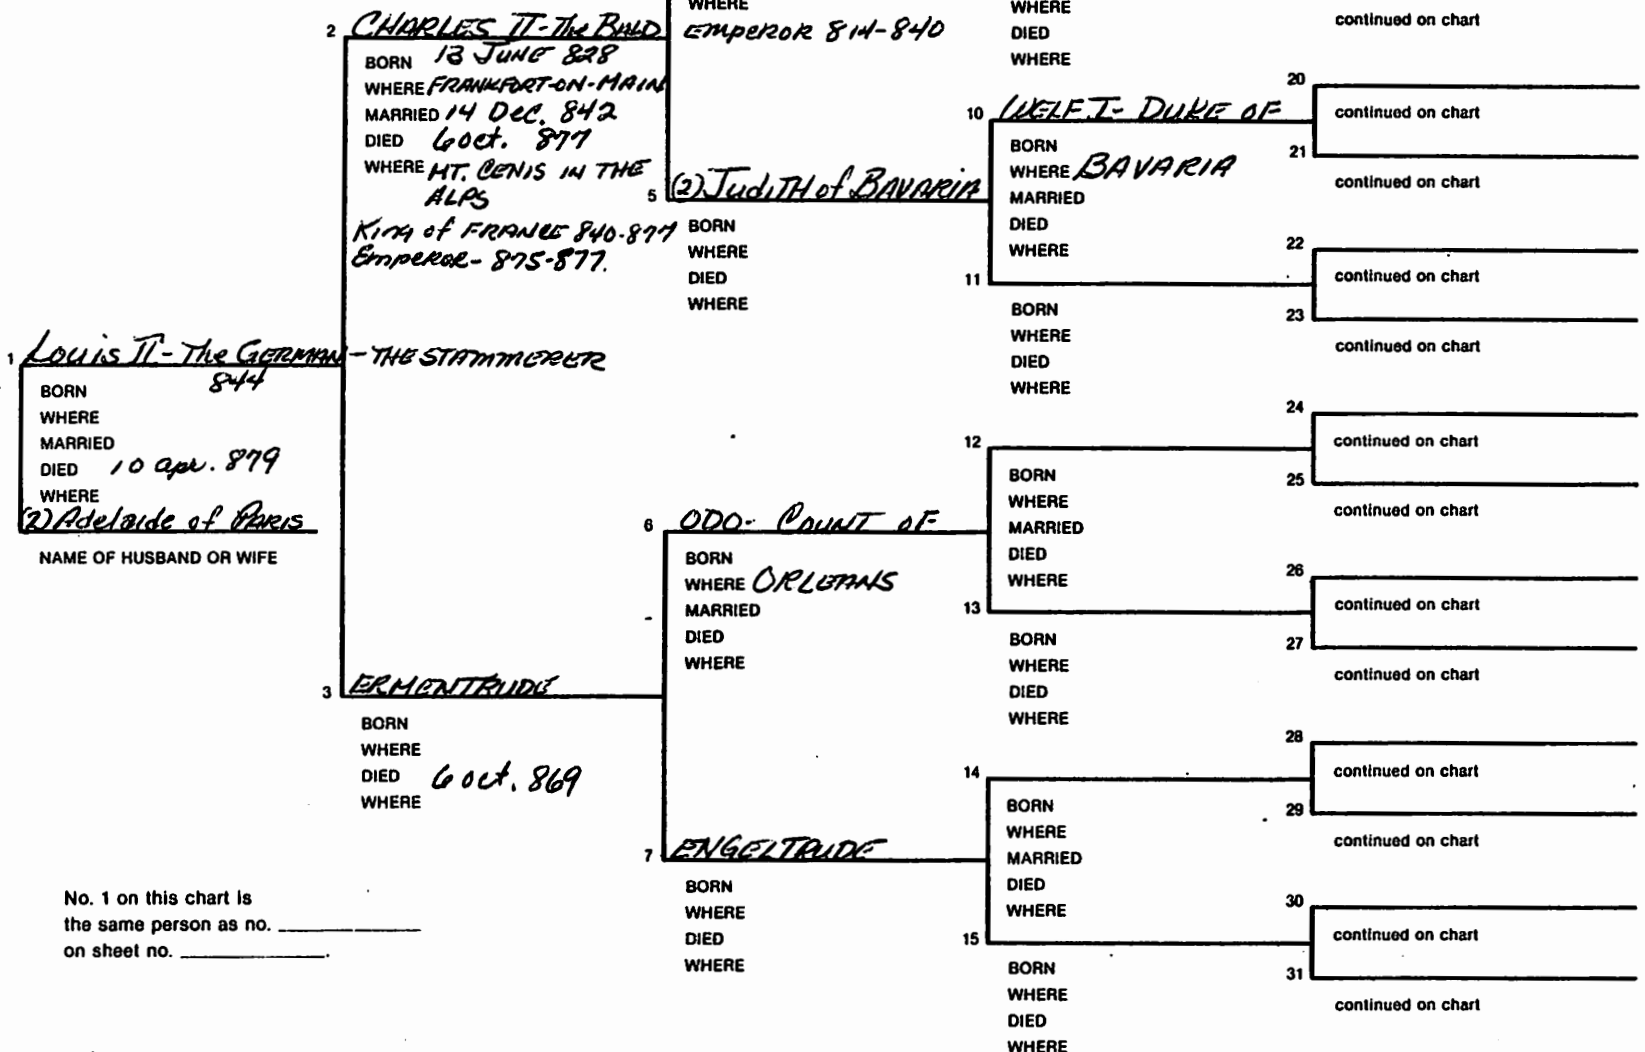 WHERE
EMPEROR 814-840
WHERE
DIED
WHERE
continued on chart
2 CHARLES II - The BALD
BORN 13 JUNE 828
WHERE FRANKFORT-ON-MAIN
MARRIED 14 Dec. 842
DIED 6 oct. 877
WHERE MT. CENIS IN THE
ALPS
King of FRANCE 840-877
Emperor - 875-877.
5 (2) Judith of BAVARIA
BORN
WHERE
DIED
WHERE
10 WELF I - DUKE OF
BORN
WHERE BAVARIA
MARRIED
DIED
WHERE
11
BORN
WHERE
DIED
WHERE
20
continued on chart
21
continued on chart
22
continued on chart
23
continued on chart
1 Louis II - The GERMAN - THE STAMMERER
BORN 844
WHERE
MARRIED
DIED 10 apr. 879
WHERE
(2) Adelaide of PARIS
NAME OF HUSBAND OR WIFE
3 ERMENTRUDE
BORN
WHERE
DIED 6 oct. 869
WHERE
6 ODO - COUNT OF
BORN
WHERE ORLEANS
MARRIED
DIED
WHERE
7 ENGELTRUDE
BORN
WHERE
DIED
WHERE
12
BORN
WHERE
MARRIED
DIED
WHERE
13
BORN
WHERE
DIED
WHERE
14
BORN
WHERE
MARRIED
DIED
WHERE
15
BORN
WHERE
DIED
WHERE
24
continued on chart
25
continued on chart
26
continued on chart
27
continued on chart
28
continued on chart
29
continued on chart
30
continued on chart
31
continued on chart
No. 1 on this chart is
the same person as no. ____________
on sheet no. ____________.